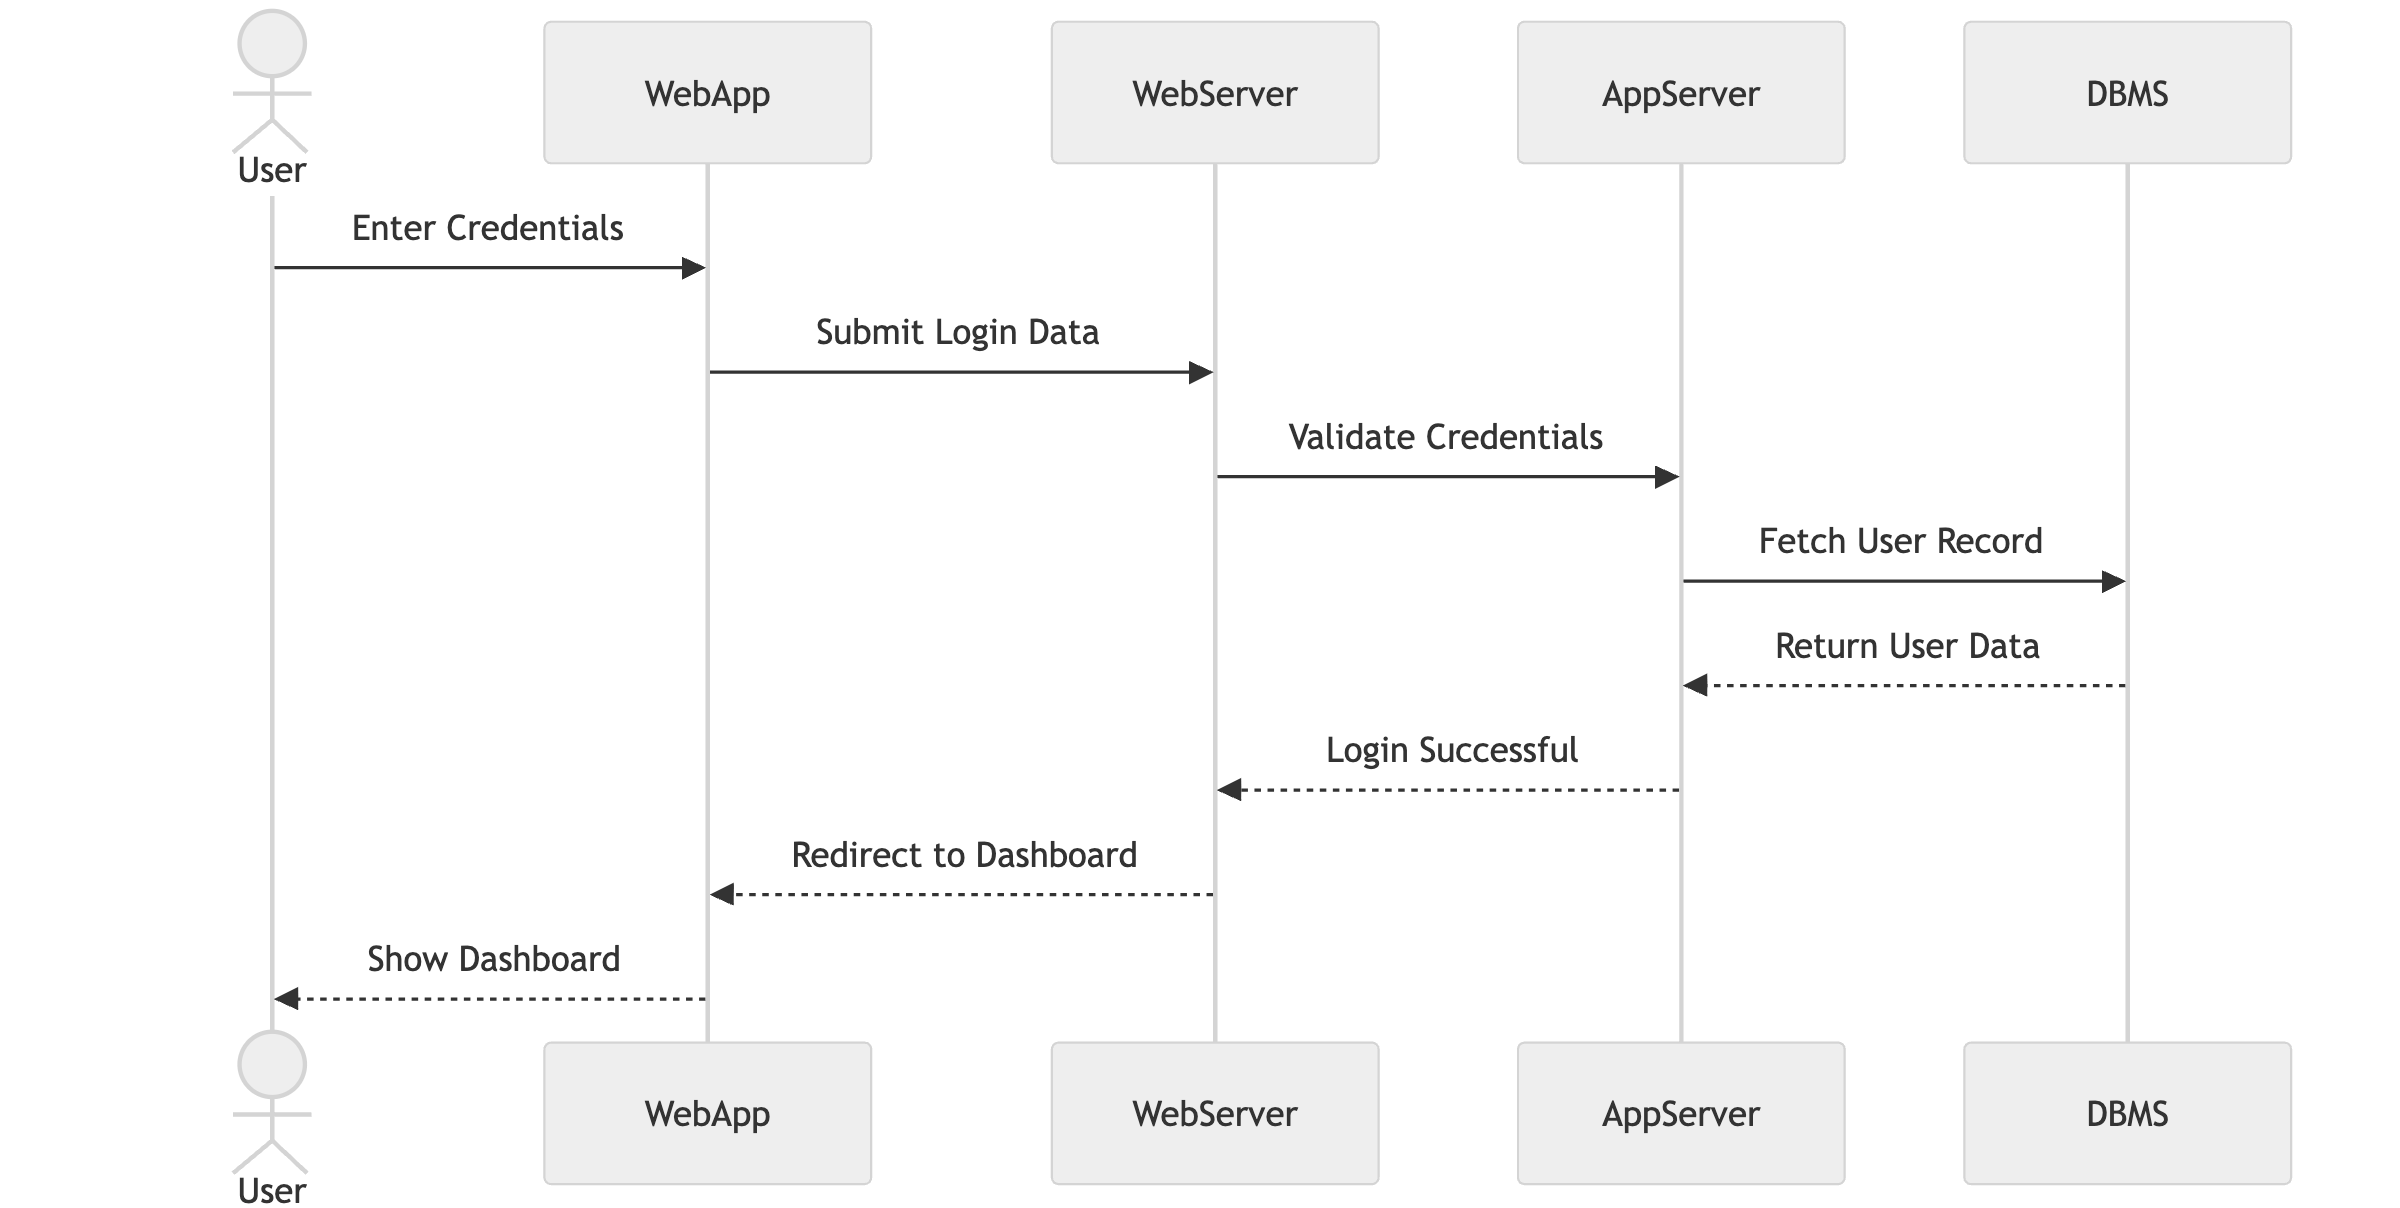 WebApp
WebServer
AppServer
DBMS
User
Enter Credentials
Submit Login Data
Validate Credentials
Fetch User Record
Return User Data
Login Successful
Redirect to Dashboard
Show Dashboard
WebApp
WebServer
AppServer
DBMS
User